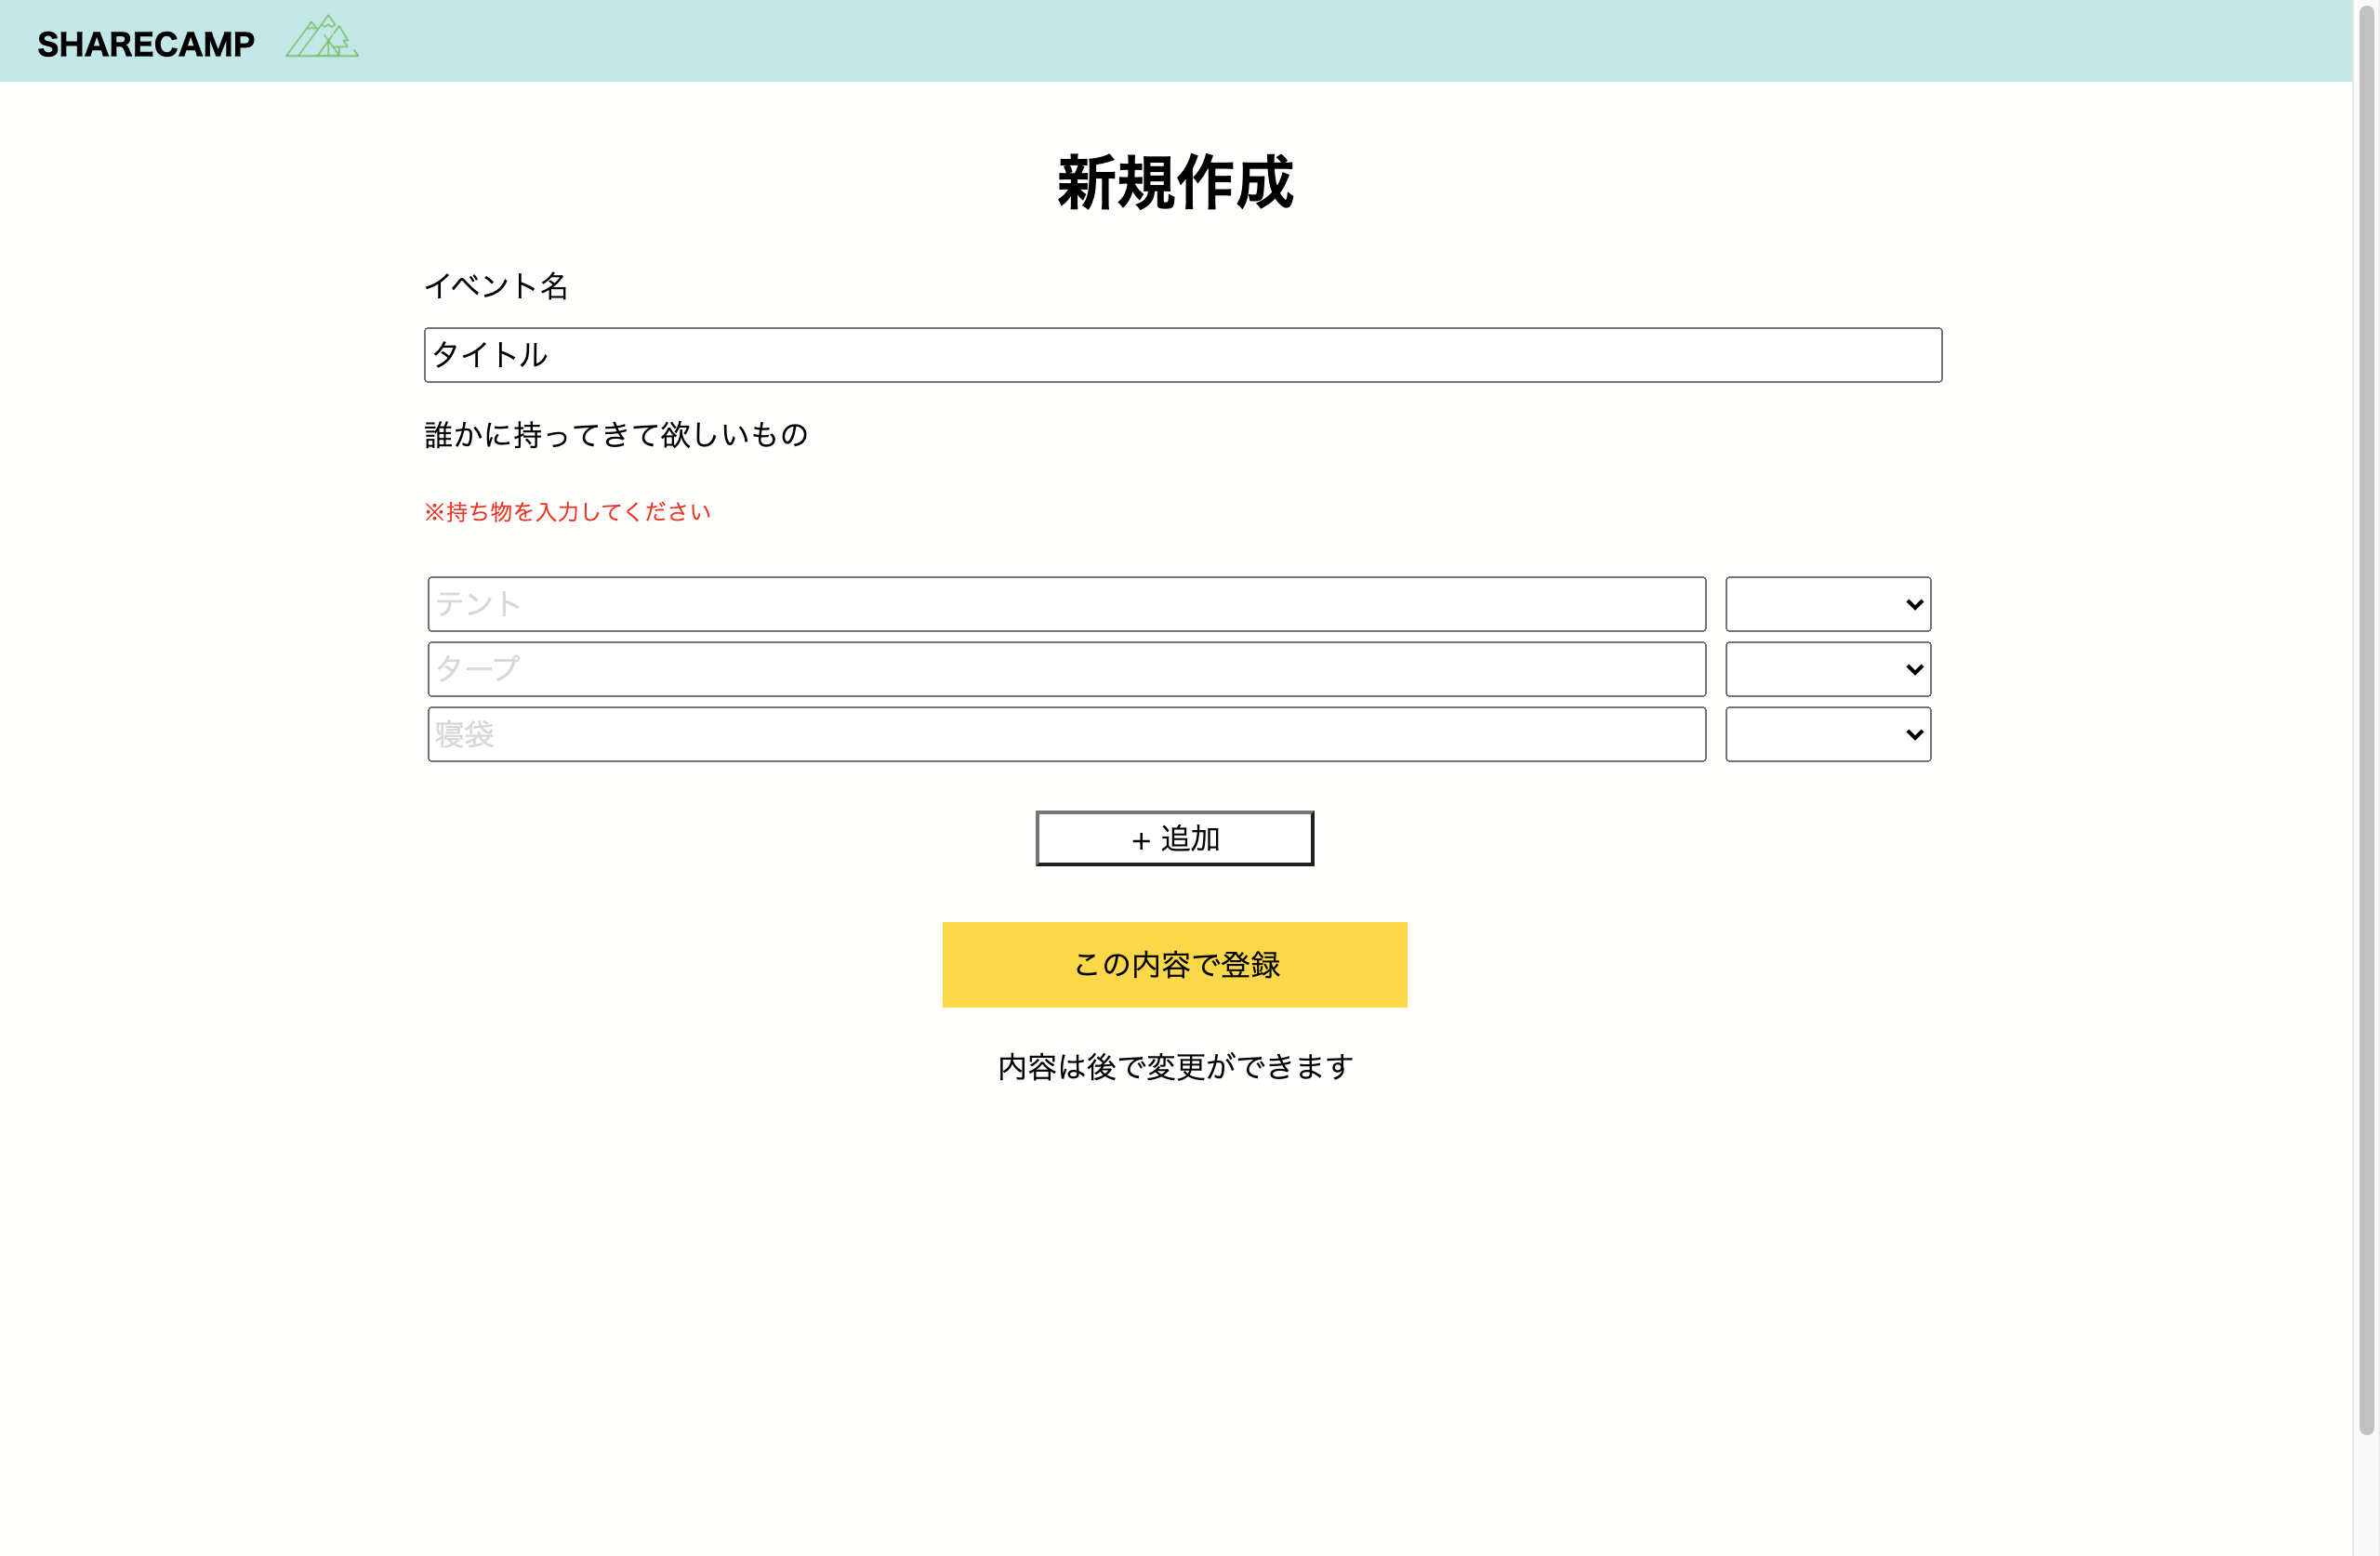 SHARECAMP
新規作成
イベント名
タイトル
誰かに持ってきて欲しいもの
※持ち物を入力してください
テント
タープ
寝袋
+ 追加
この内容で登録
内容は後で変更ができます